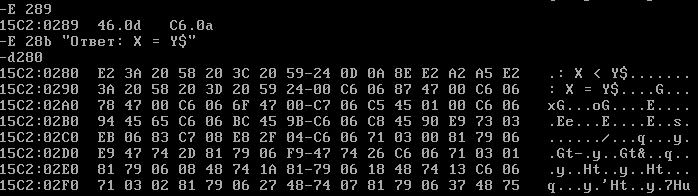 -E 289
15C2:0289  46.0d   C6.0a
-E 28b "Ответ: X = Y$"
-d280
15C2:0280  E2 3A 20 58 20 3C 20 59-24 0D 0A 8E E2 A2 A5 E2   .: X < Y$.......
15C2:0290  3A 20 58 20 3D 20 59 24-00 C6 06 87 47 00 C6 06   : X = Y$....G...
15C2:02A0  78 47 00 C6 06 6F 47 00-C7 06 C5 45 01 00 C6 06   xG...oG....E....
15C2:02B0  94 45 65 C6 06 BC 45 9B-C6 06 C8 45 90 E9 73 03   .Ee...E....E..s.
15C2:02C0  EB 06 83 C7 08 E8 2F 04-C6 06 71 03 00 81 79 06   ....../...q...y.
15C2:02D0  E9 47 74 2D 81 79 06 F9-47 74 26 C6 06 71 03 01   .Gt-.y..Gt&..q..
15C2:02E0  81 79 06 08 48 74 1A 81-79 06 18 48 74 13 C6 06   .y..Ht..y..Ht...
15C2:02F0  71 03 02 81 79 06 27 48-74 07 81 79 06 37 48 75   q...y.'Ht..y.7Hu